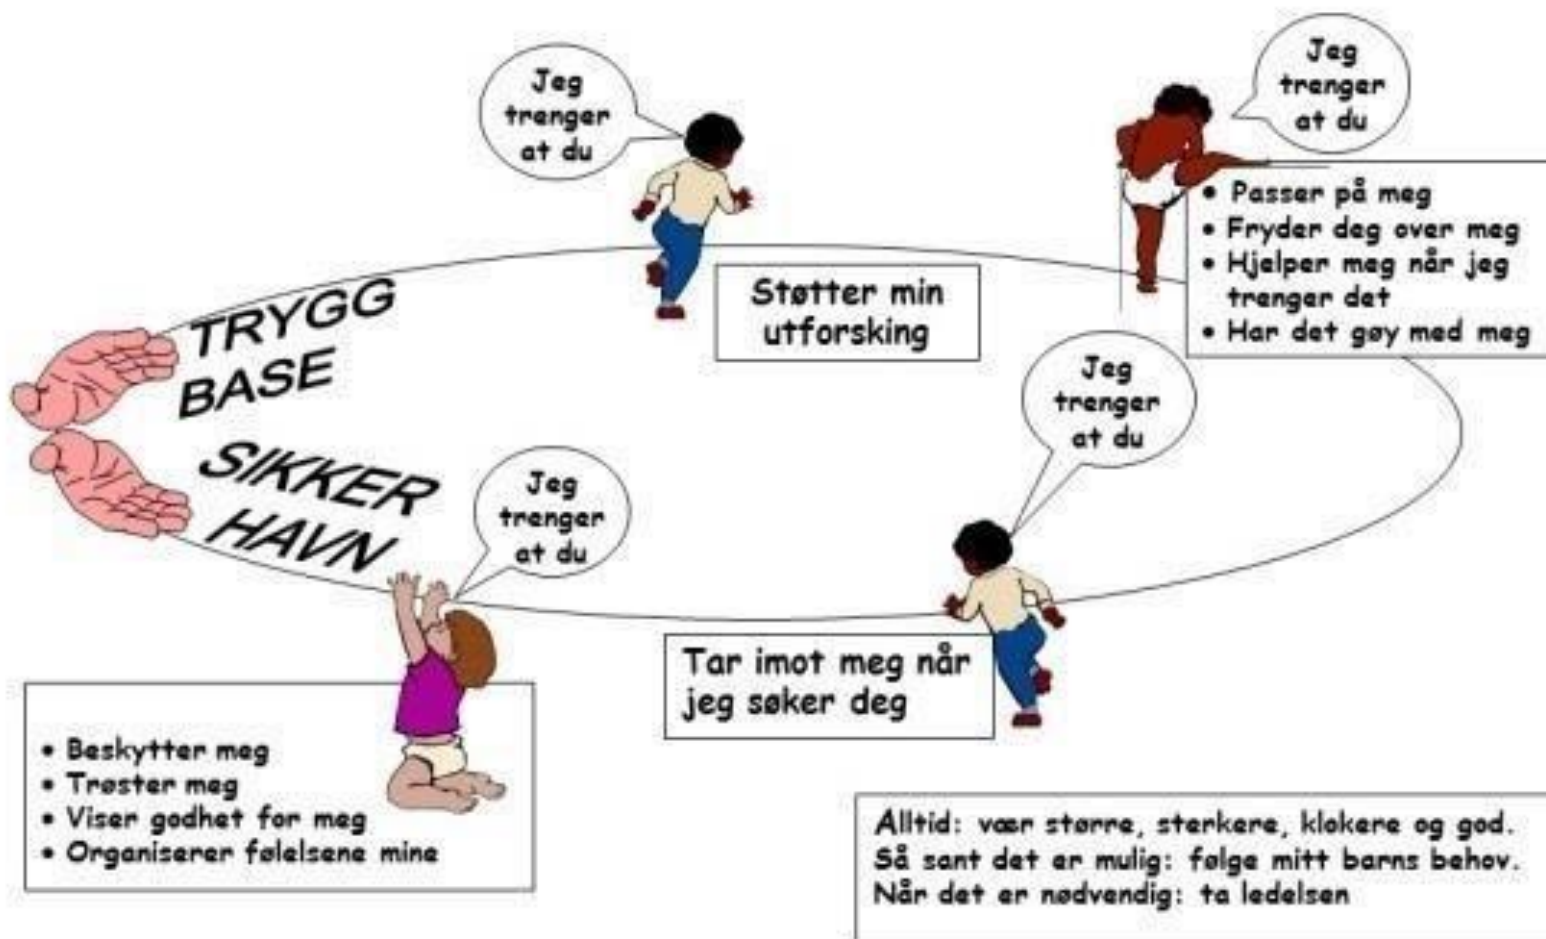 Jeg
trenger
at du
Jeg
trenger
at du
• Passer på meg
• Fryder deg over meg
• Hjelper meg når jeg
trenger det
• Har det gøy med meg
Støtter min
utforsking
TRYGG
BASE
SIKKER
HAVN
Jeg
trenger
at du
Jeg
trenger
at du
Tar imot meg når
jeg søker deg
• Beskytter meg
• Trøster meg
• Viser godhet for meg
• Organiserer følelsene mine
Alltid: vær større, sterkere, klokere og god.
Så sant det er mulig: følge mitt barns behov.
Når det er nødvendig: ta ledelsen